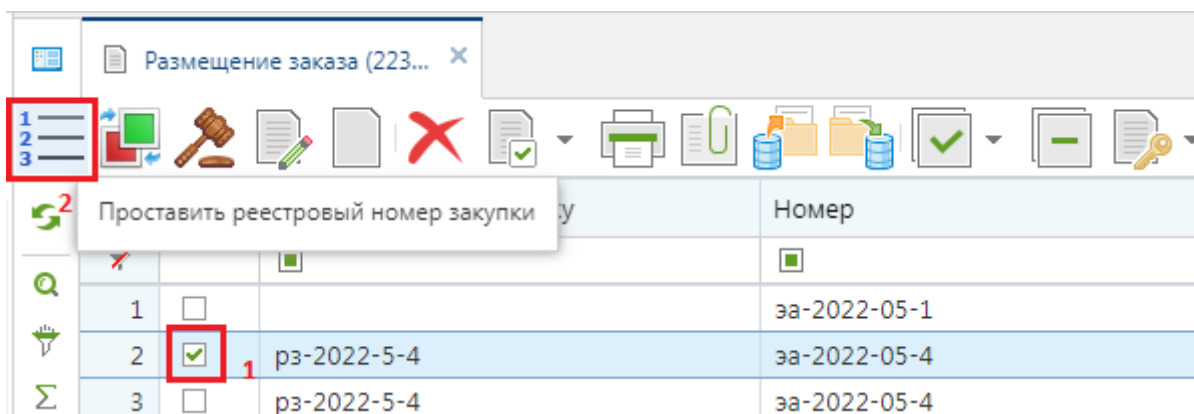 Размещение заказа (223...
1
2
3
2
Проставить реестровый номер закупки
у
Номер
1 эа-2022-05-1
2 1 рз-2022-5-4 эа-2022-05-4
3 рз-2022-5-4 эа-2022-05-4